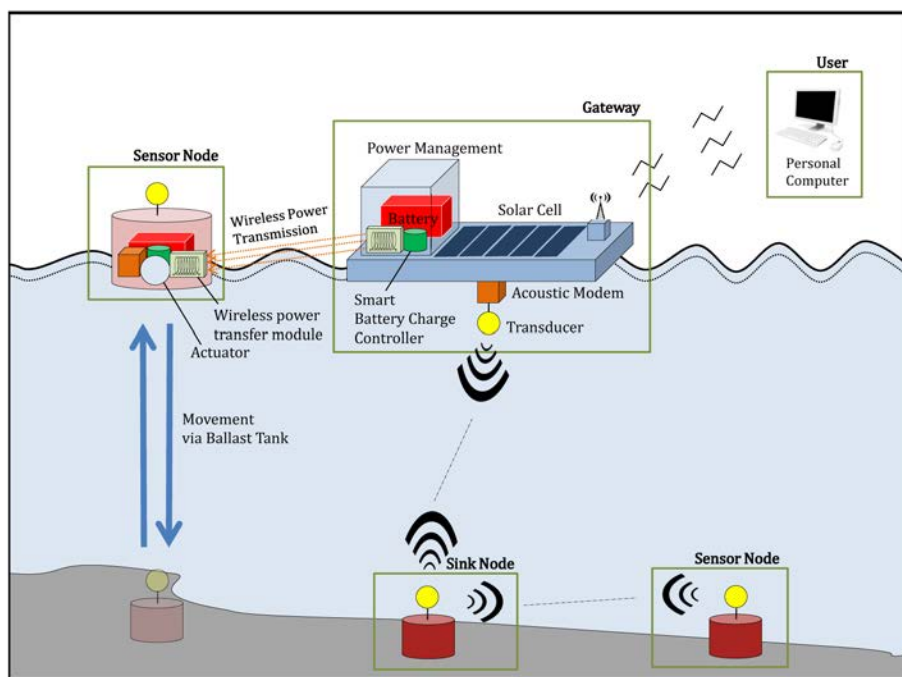 User
Personal
Computer
Gateway
Power Management
Battery
Solar Cell
Smart
Battery Charge
Controller
Acoustic Modem
Transducer
Sensor Node
Wireless Power
Transmission
Wireless power
transfer module
Actuator
Movement
via Ballast Tank
Sink Node
Sensor Node